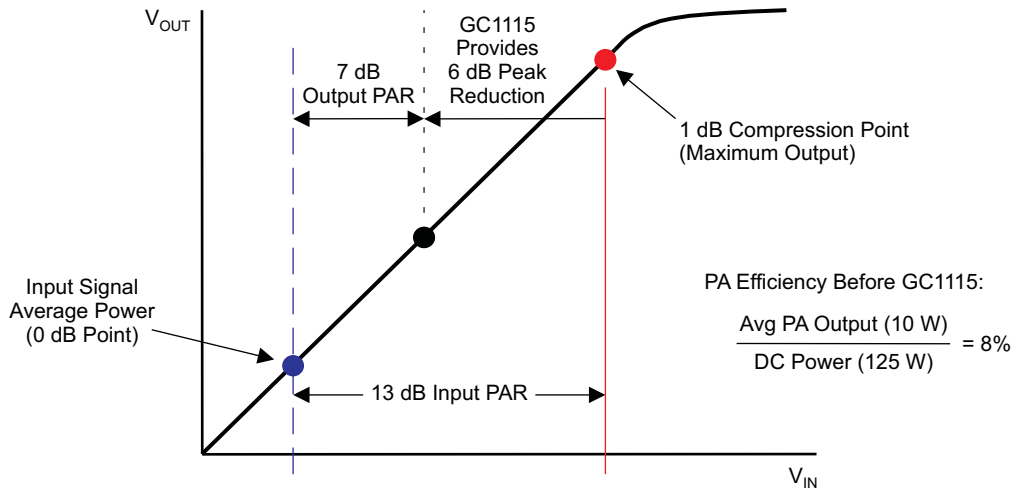 V_OUT
7 dB
Output PAR
GC1115
Provides
6 dB Peak
Reduction
1 dB Compression Point
(Maximum Output)
Input Signal
Average Power
(0 dB Point)
PA Efficiency Before GC1115:
Avg PA Output (10 W)
DC Power (125 W)
= 8%
13 dB Input PAR
V_IN